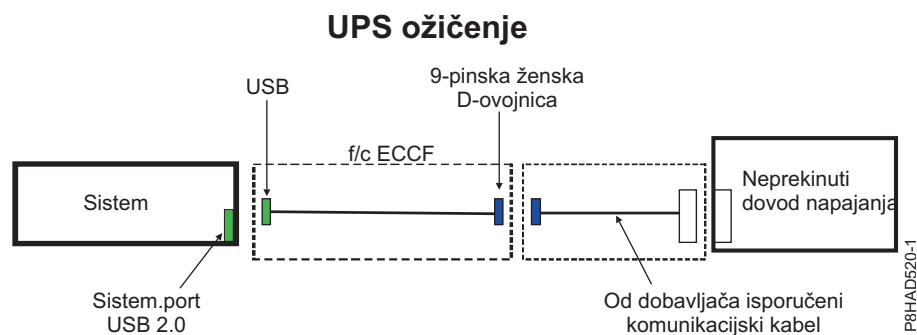 UPS ožičenje
USB
9-pinska ženska
D-ovojnica
f/c ECCF
Sistem
Neprekinuti
dovod napajanja
Sistem.port
USB 2.0
Od dobavljača isporučeni
komunikacijski kabel
P8HAD520-1